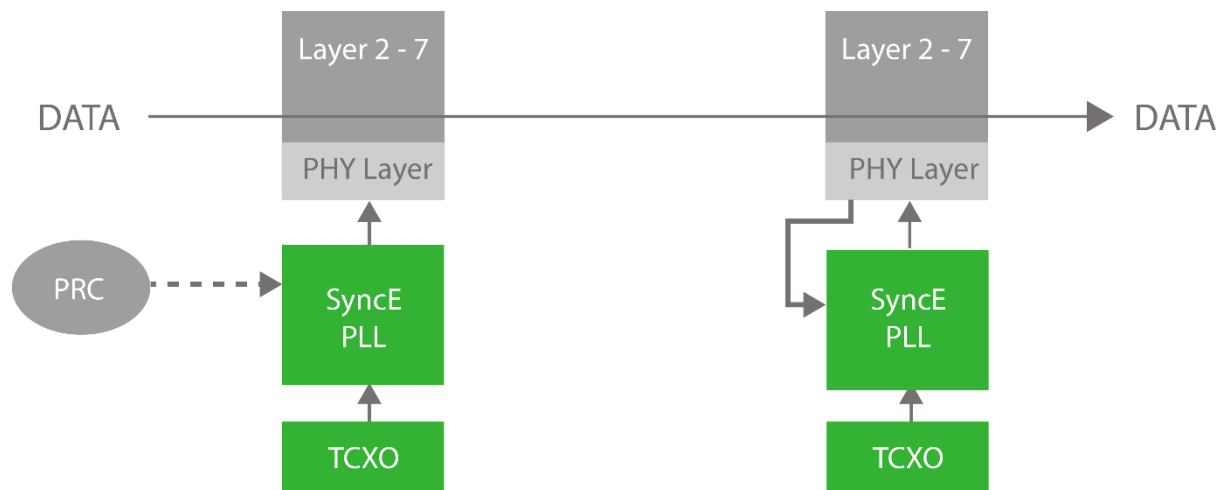 Layer 2 - 7
Layer 2 - 7
DATA
DATA
PHY Layer
PHY Layer
PRC
SyncE
PLL
SyncE
PLL
TCXO
TCXO